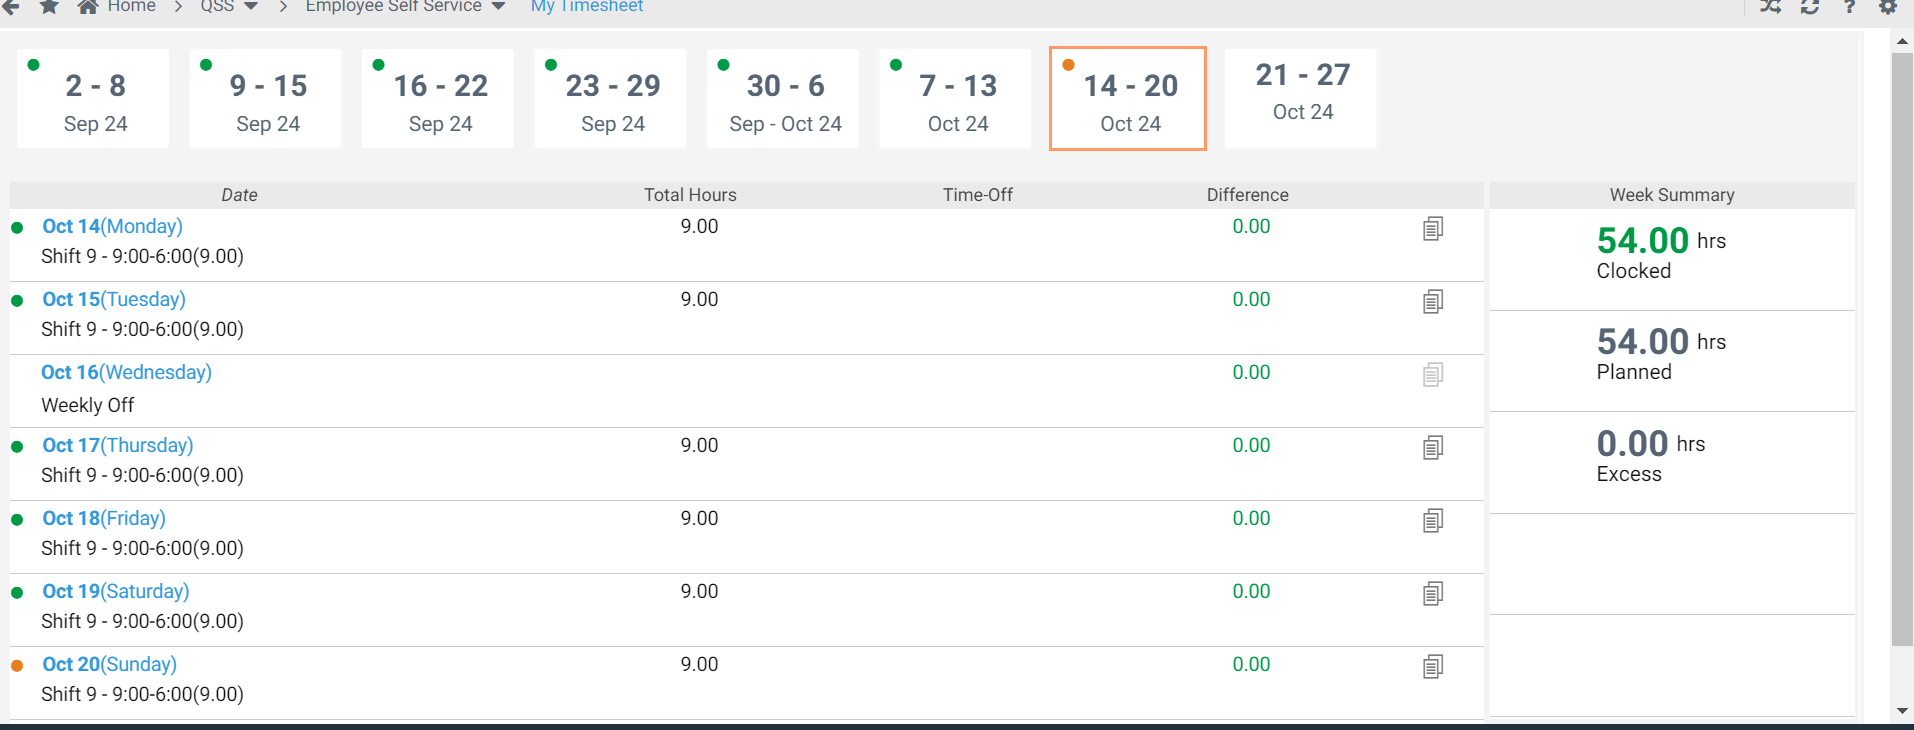 Home > QSS > Employee Self Service My Timesheet ?
2 - 8
Sep 24
9 - 15
Sep 24
16 - 22
Sep 24
23 - 29
Sep 24
30 - 6
Sep - Oct 24
7 - 13
Oct 24
14 - 20
Oct 24
21 - 27
Oct 24
Date Total Hours Time-Off Difference
Oct 14(Monday) 9.00 0.00
Shift 9 - 9:00-6:00(9.00)
Oct 15(Tuesday) 9.00 0.00
Shift 9 - 9:00-6:00(9.00)
Oct 16(Wednesday) 0.00
Weekly Off
Oct 17(Thursday) 9.00 0.00
Shift 9 - 9:00-6:00(9.00)
Oct 18(Friday) 9.00 0.00
Shift 9 - 9:00-6:00(9.00)
Oct 19(Saturday) 9.00 0.00
Shift 9 - 9:00-6:00(9.00)
Oct 20(Sunday) 9.00 0.00
Shift 9 - 9:00-6:00(9.00)
Week Summary
54.00 hrs
Clocked
54.00 hrs
Planned
0.00 hrs
Excess